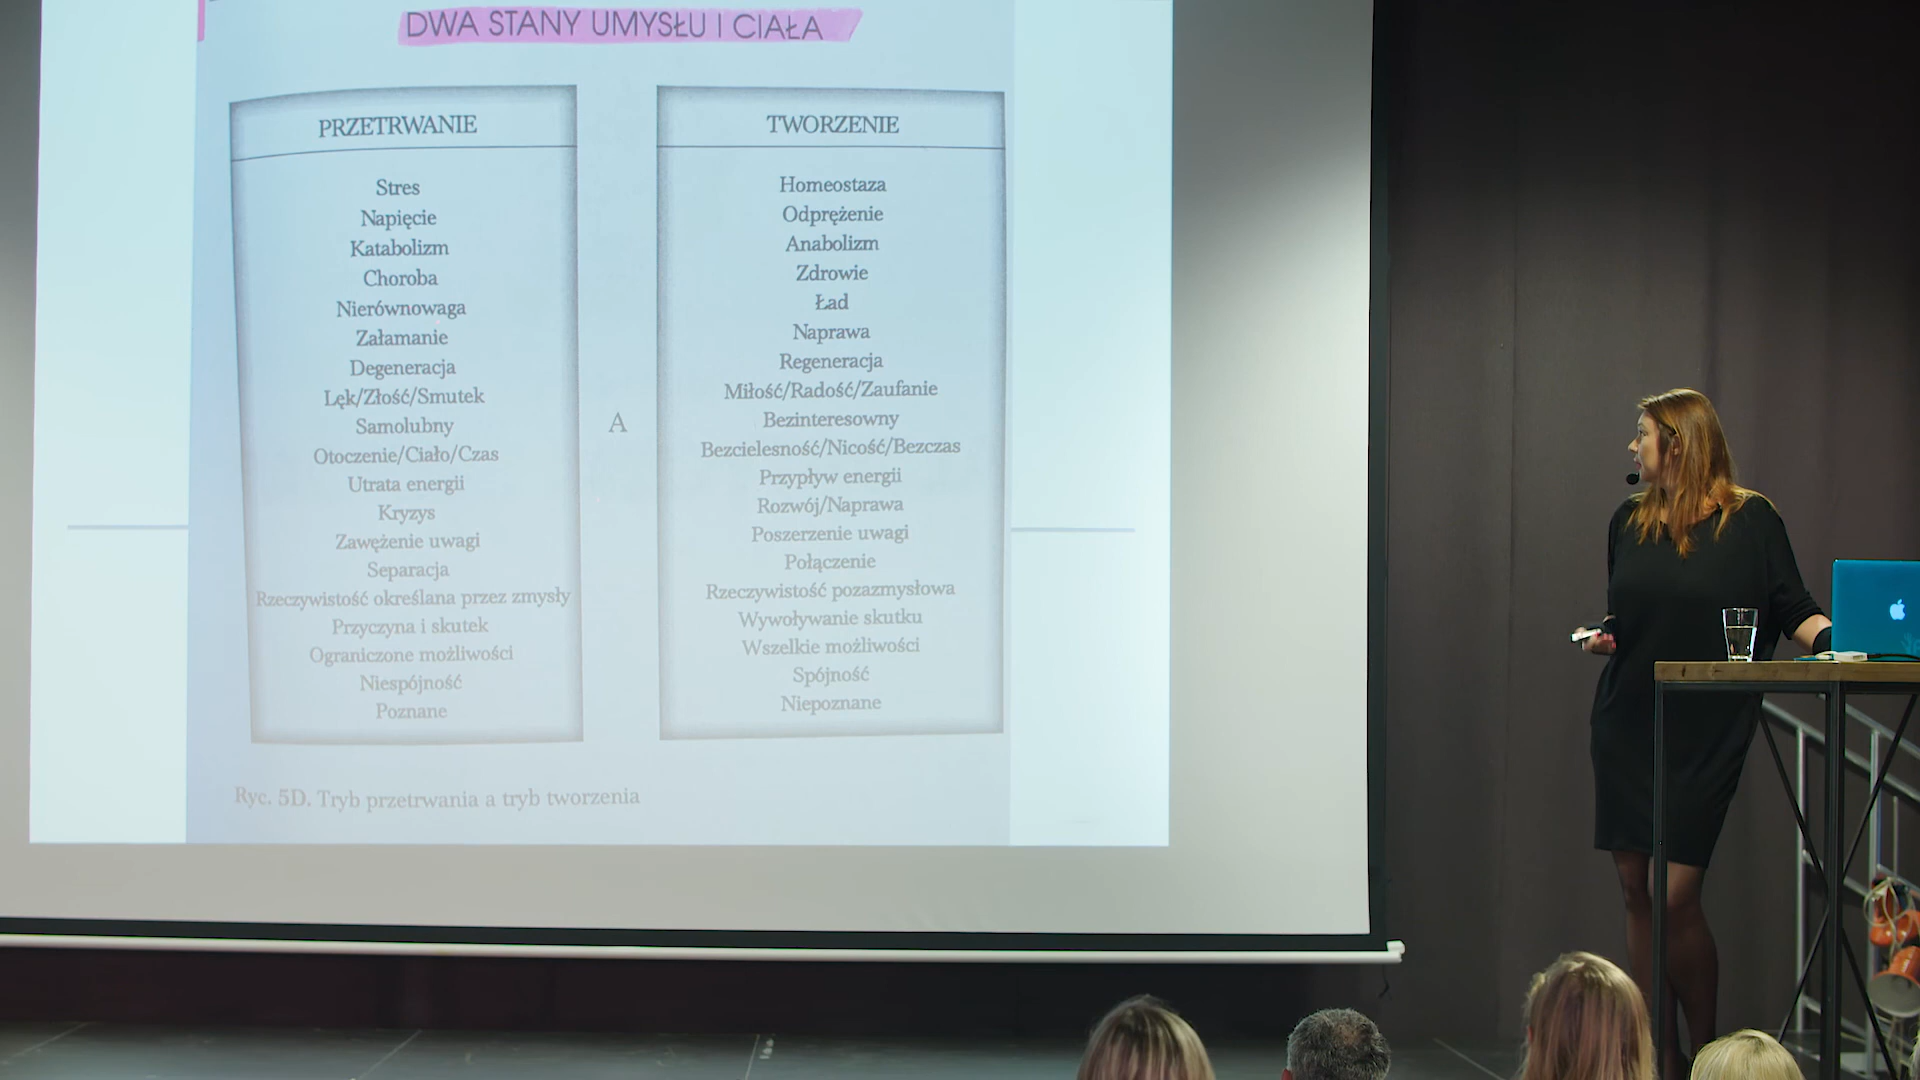 DWA STANY UMYSŁU I CIAŁA
PRZETRWANIE
Stres
Napięcie
Katabolizm
Choroba
Nierównowaga
Załamanie
Degeneracja
Lęk/Złość/Smutek
Samolubny
Otoczenie/Ciało/Czas
Utrata energii
Kryzys
Zawężenie uwagi
Separacja
Rzeczywistość określana przez zmysły
Przyczyna i skutek
Ograniczone możliwości
Niespójność
Poznane
A
TWORZENIE
Homeostaza
Odprężenie
Anabolizm
Zdrowie
Ład
Naprawa
Regeneracja
Miłość/Radość/Zaufanie
Bezinteresowny
Bezcielesność/Nicość/Bezczas
Przypływ energii
Rozwój/Naprawa
Poszerzenie uwagi
Połączenie
Rzeczywistość pozazmysłowa
Wywoływanie skutku
Wszelkie możliwości
Spójność
Niepoznane
Ryc. 5D. Tryb przetrwania a tryb tworzenia